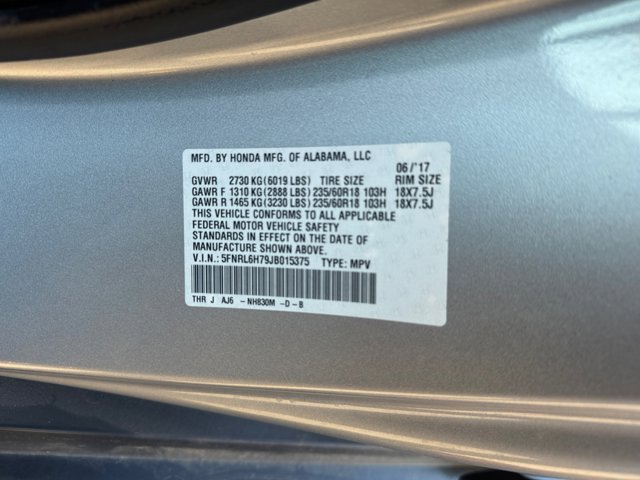 MFD. BY HONDA MFG. OF ALABAMA, LLC 06/'17
GVWR 2730 KG (6019 LBS) TIRE SIZE RIM SIZE
GAWR F 1310 KG (2888 LBS) 235/60R18 103H 18X7.5J
GAWR R 1465 KG (3230 LBS) 235/60R18 103H 18X7.5J
THIS VEHICLE CONFORMS TO ALL APPLICABLE
FEDERAL MOTOR VEHICLE SAFETY
STANDARDS IN EFFECT ON THE DATE OF
MANUFACTURE SHOWN ABOVE.
V.I.N.: 5FNRL6H79JB015375 TYPE: MPV
THR J AJ6 -NH830M -D-B